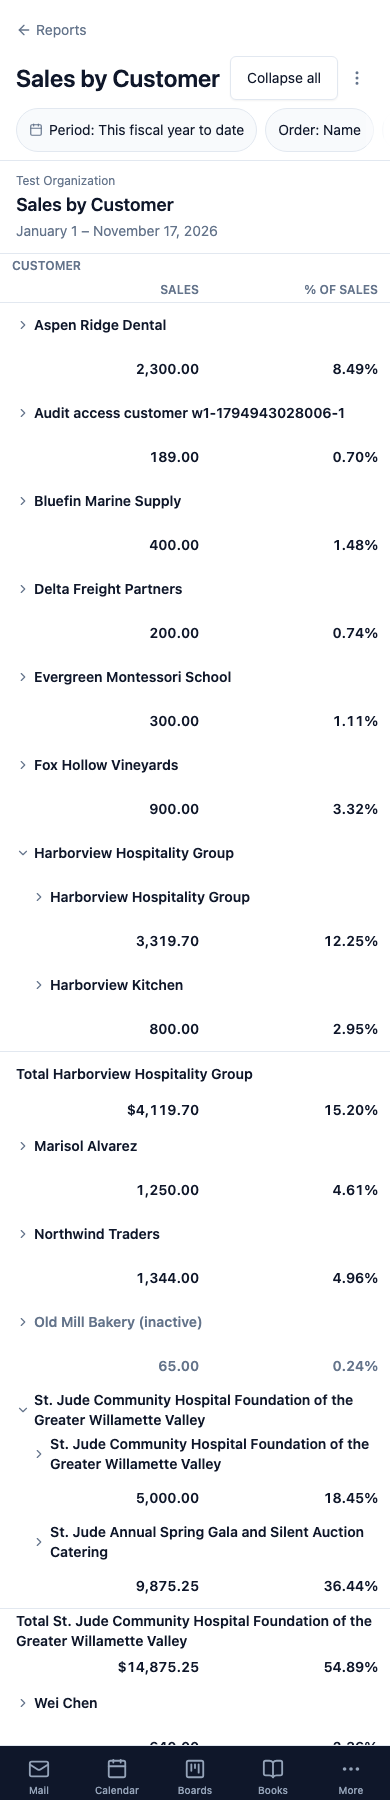 Reports
Sales by Customer
Collapse all
Period: This fiscal year to date
Order: Name
Test Organization
Sales by Customer
January 1 – November 17, 2026
CUSTOMER
SALES % OF SALES
Aspen Ridge Dental
2,300.00 8.49%
Audit access customer w1-1794943028006-1
189.00 0.70%
Bluefin Marine Supply
400.00 1.48%
Delta Freight Partners
200.00 0.74%
Evergreen Montessori School
300.00 1.11%
Fox Hollow Vineyards
900.00 3.32%
Harborview Hospitality Group
Harborview Hospitality Group
3,319.70 12.25%
Harborview Kitchen
800.00 2.95%
Total Harborview Hospitality Group
$4,119.70 15.20%
Marisol Alvarez
1,250.00 4.61%
Northwind Traders
1,344.00 4.96%
Old Mill Bakery (inactive)
65.00 0.24%
St. Jude Community Hospital Foundation of the
Greater Willamette Valley
St. Jude Community Hospital Foundation of the
Greater Willamette Valley
5,000.00 18.45%
St. Jude Annual Spring Gala and Silent Auction
Catering
9,875.25 36.44%
Total St. Jude Community Hospital Foundation of the
Greater Willamette Valley
$14,875.25 54.89%
Wei Chen
Mail Calendar Boards Books More